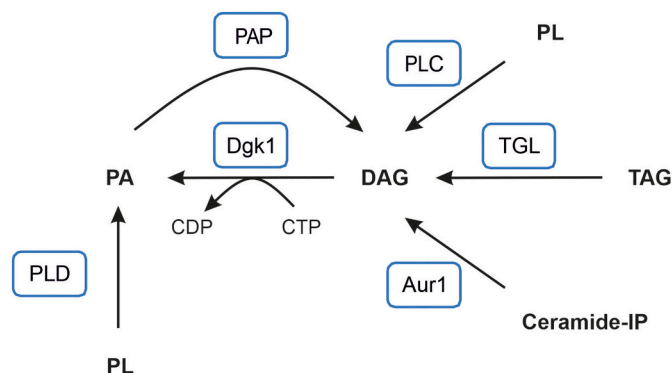 PAP
PL
PLC
Dgk1
TGL
PA
DAG
TAG
CDP
CTP
PLD
Aur1
Ceramide-IP
PL